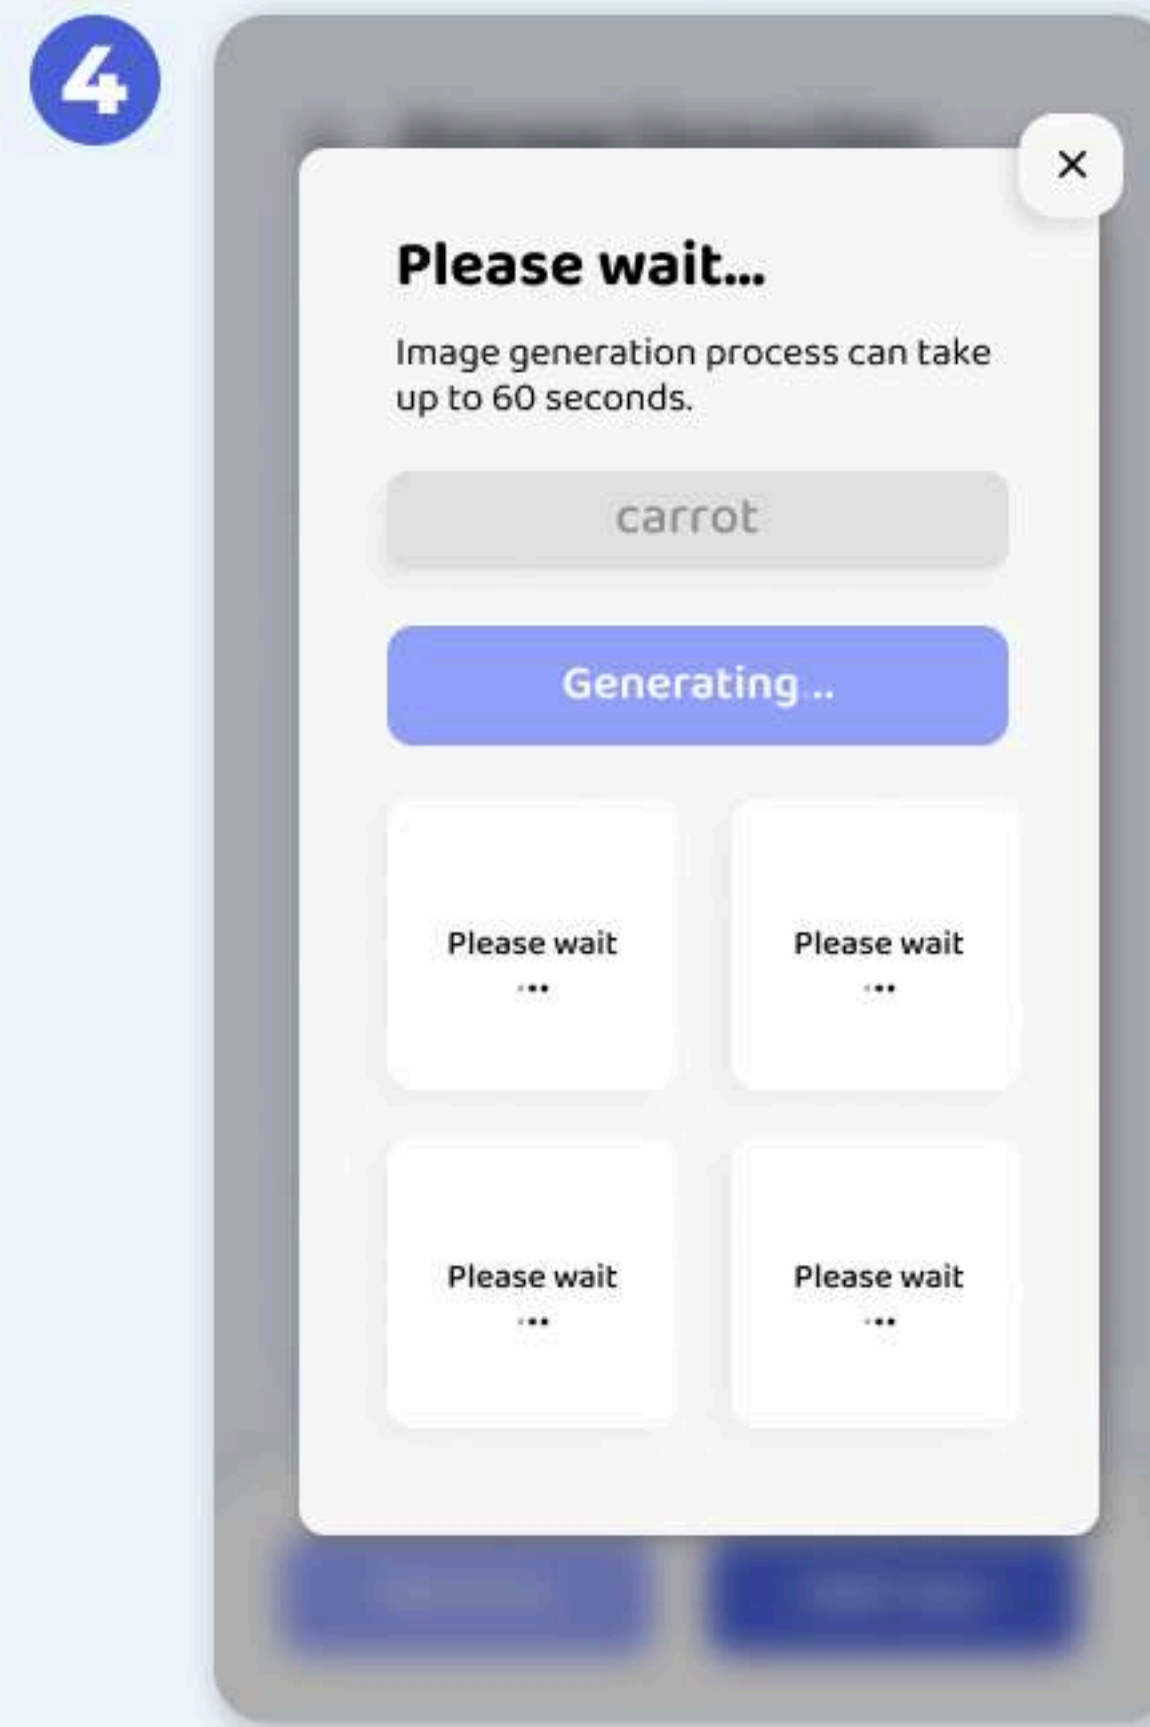 4
Please wait...
Image generation process can take
up to 60 seconds.
carrot
Generating...
Please wait
...
Please wait
...
Please wait
...
Please wait
...